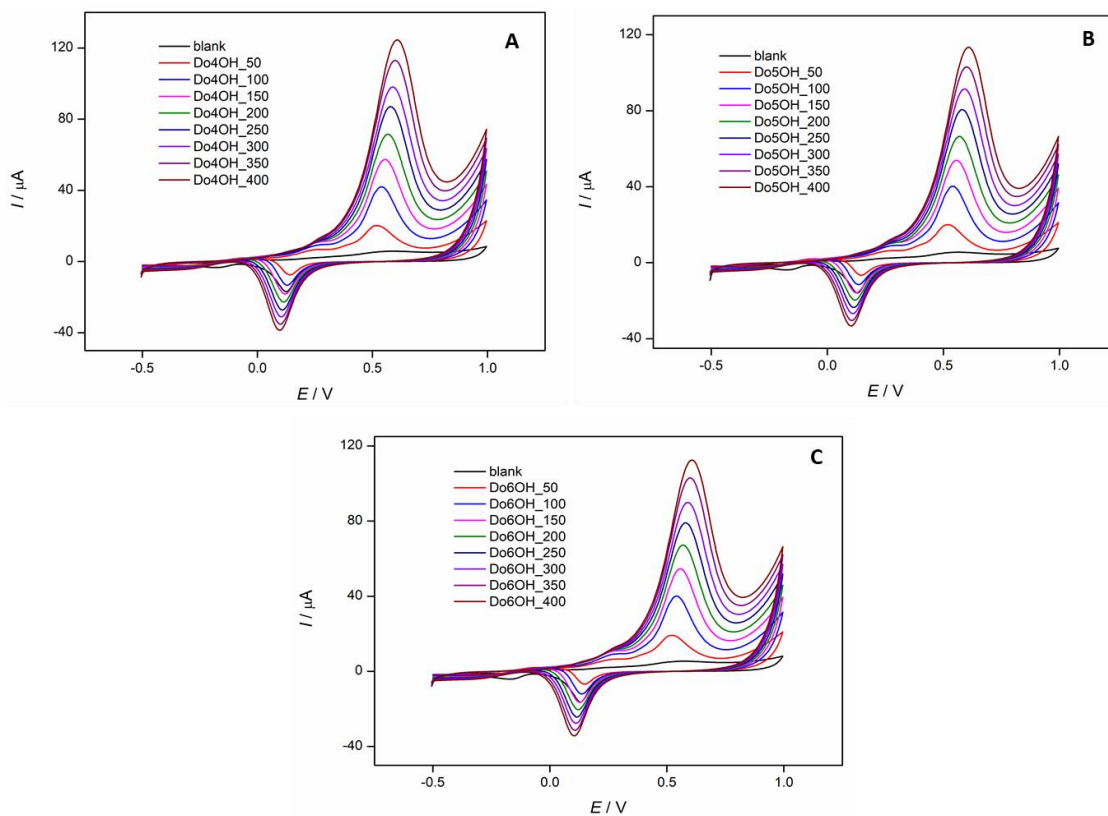 A
blank
Do4OH_50
Do4OH_100
Do4OH_150
Do4OH_200
Do4OH_250
Do4OH_300
Do4OH_350
Do4OH_400
120
80
40
0
-40
I / μA
-0.5 0.0 0.5 1.0
E / V
B
blank
Do5OH_50
Do5OH_100
Do5OH_150
Do5OH_200
Do5OH_250
Do5OH_300
Do5OH_350
Do5OH_400
120
80
40
0
-40
I / μA
-0.5 0.0 0.5 1.0
E / V
C
blank
Do6OH_50
Do6OH_100
Do6OH_150
Do6OH_200
Do6OH_250
Do6OH_300
Do6OH_350
Do6OH_400
120
80
40
0
-40
I / μA
-0.5 0.0 0.5 1.0
E / V